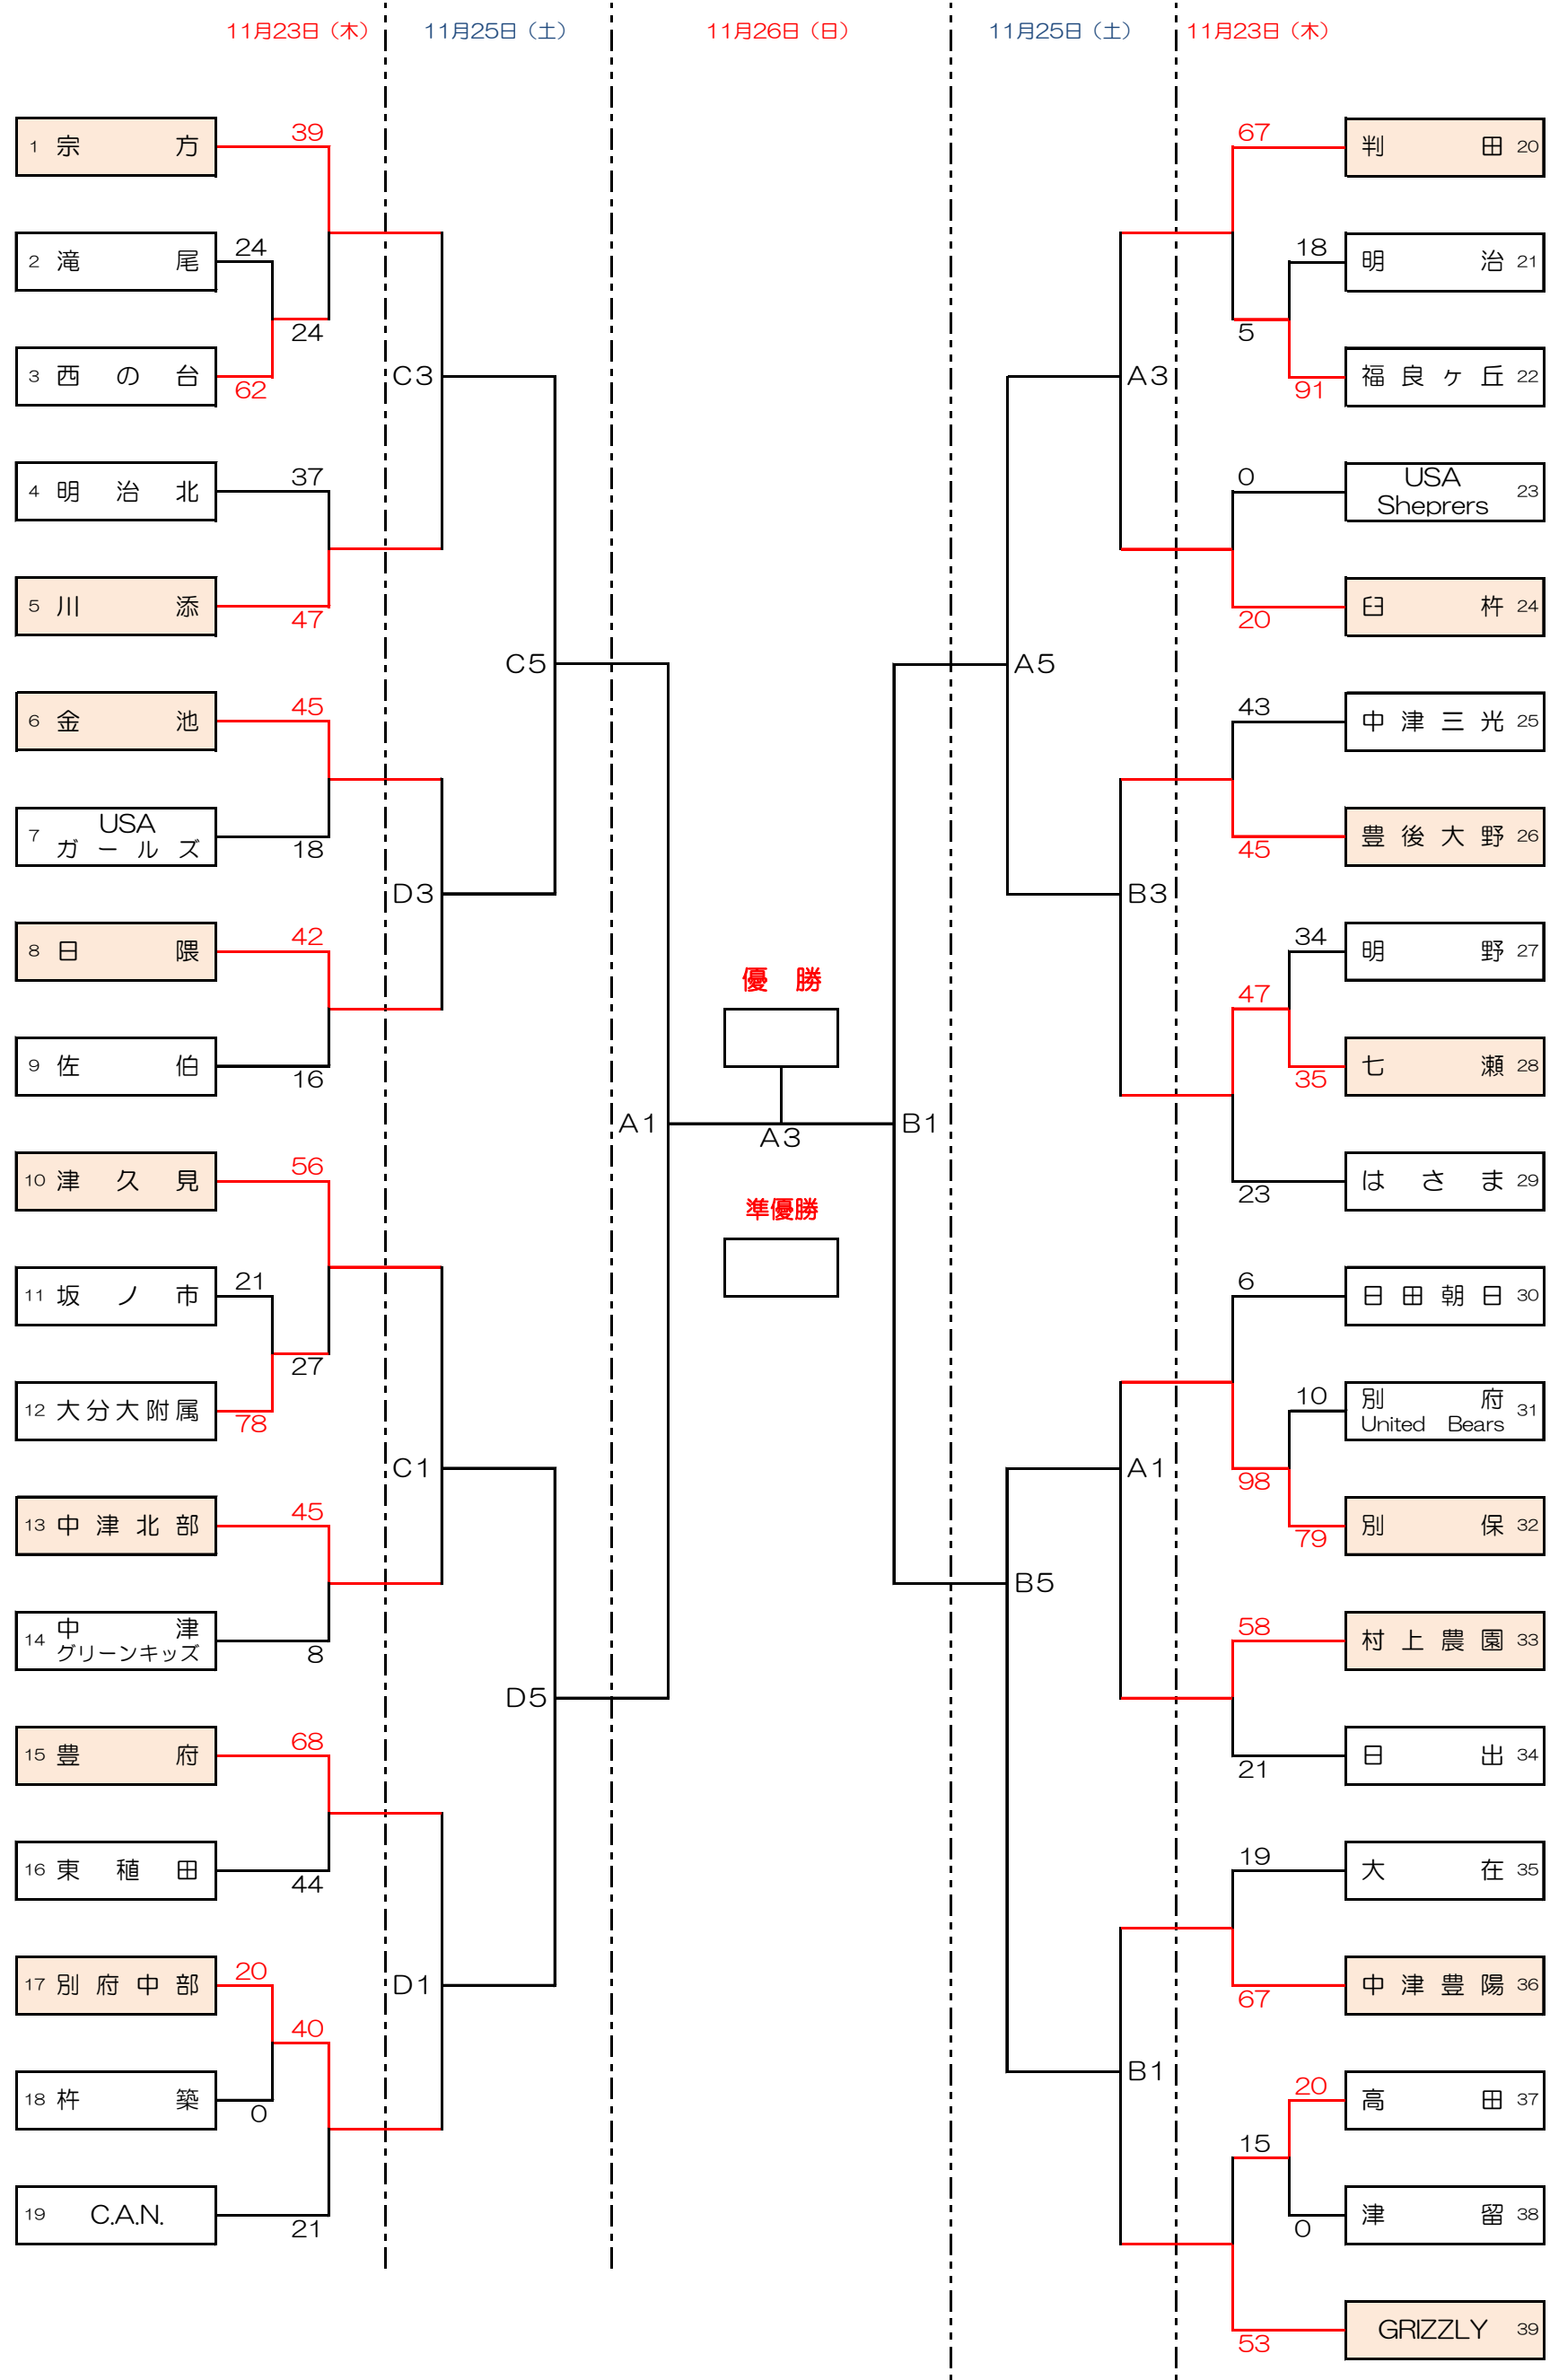 11月23日（木）
11月25日（土）
11月26日（日）
11月25日（土）
11月23日（木）
1 宗方
39
2 滝尾
24
24
3 西の台
62
C3
4 明治北
37
5 川添
47
C5
6 金池
45
7 USA
ガールズ
18
D3
8 日隈
42
9 佐伯
16
A1
10 津久見
56
11 坂ノ市
21
27
12 大分大附属
78
C1
13 中津北部
45
14 中津
グリーンキッズ
8
D5
15 豊府
68
16 東稙田
44
17 別府中部
20
D1
40
18 杵築
0
19 C.A.N.
21
優勝
A3
準優勝
67
判田 20
18
明治 21
5
91
福良ヶ丘 22
A3
0
USA
Sheprers 23
20
臼杵 24
A5
43
中津三光 25
45
豊後大野 26
B3
34
明野 27
47
35
七瀬 28
B1
23
はさま 29
6
日田朝日 30
10
別府
United Bears 31
98
79
別保 32
A1
B5
58
村上農園 33
21
日出 34
19
大在 35
67
中津豊陽 36
B1
20
高田 37
15
0
津留 38
53
GRIZZLY 39